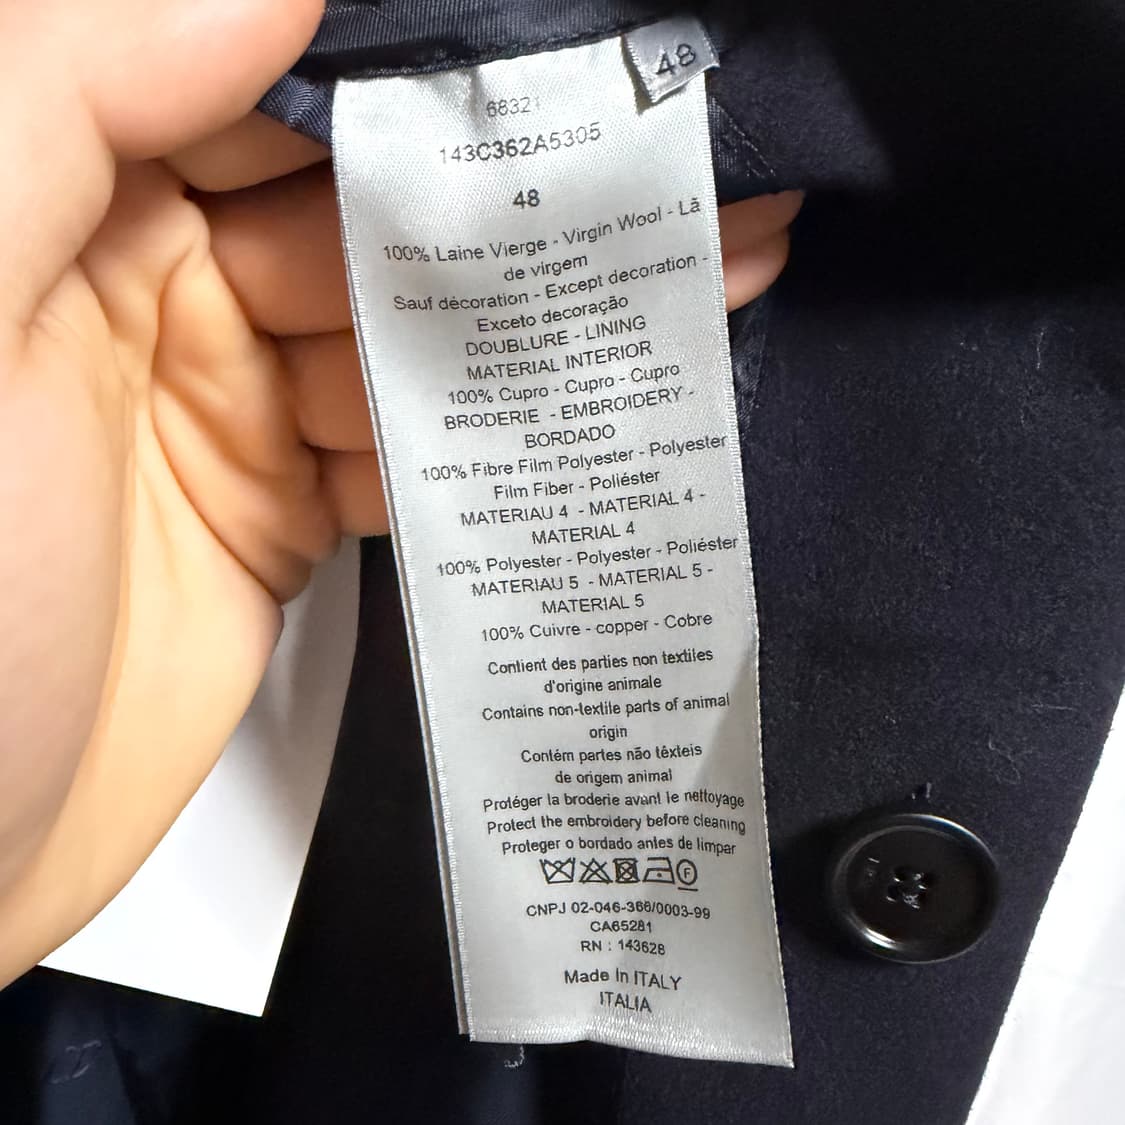 48
68321
143C362A5305
48
100% Laine Vierge - Virgin Wool - Lã
de virgem
Sauf décoration - Except decoration -
Exceto decoração
DOUBLURE - LINING
MATERIAL INTERIOR
100% Cupro - Cupro - Cupro
BRODERIE - EMBROIDERY -
BORDADO
100% Fibre Film Polyester - Polyester
Film Fiber - Poliéster
MATERIAU 4 - MATERIAL 4 -
MATERIAL 4
100% Polyester - Polyester - Poliéster
MATERIAU 5 - MATERIAL 5 -
MATERIAL 5
100% Cuivre - copper - Cobre
Contient des parties non textiles
d'origine animale
Contains non-textile parts of animal
origin
Contém partes não têxteis
de origem animal
Protéger la broderie avant le nettoyage
Protect the embroidery before cleaning
Proteger o bordado antes de limpar
F
CNPJ 02-046-366/0003-99
CA65281
RN : 143628
Made In ITALY
ITALIA